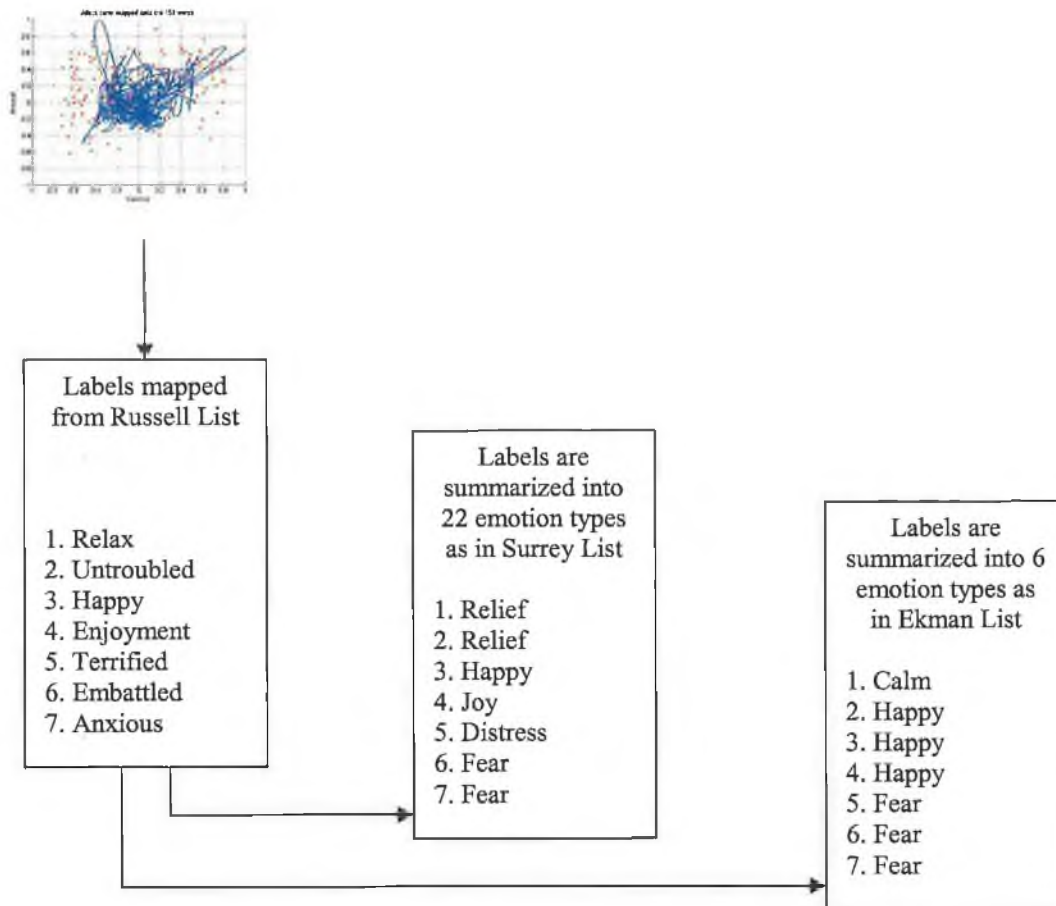 Labels mapped
from Russell List
1. Relax
2. Untroubled
3. Happy
4. Enjoyment
5. Terrified
6. Embattled
7. Anxious
Labels are
summarized into
22 emotion types
as in Surrey List
1. Relief
2. Relief
3. Happy
4. Joy
5. Distress
6. Fear
7. Fear
Labels are
summarized into 6
emotion types as
in Ekman List
1. Calm
2. Happy
3. Happy
4. Happy
5. Fear
6. Fear
7. Fear